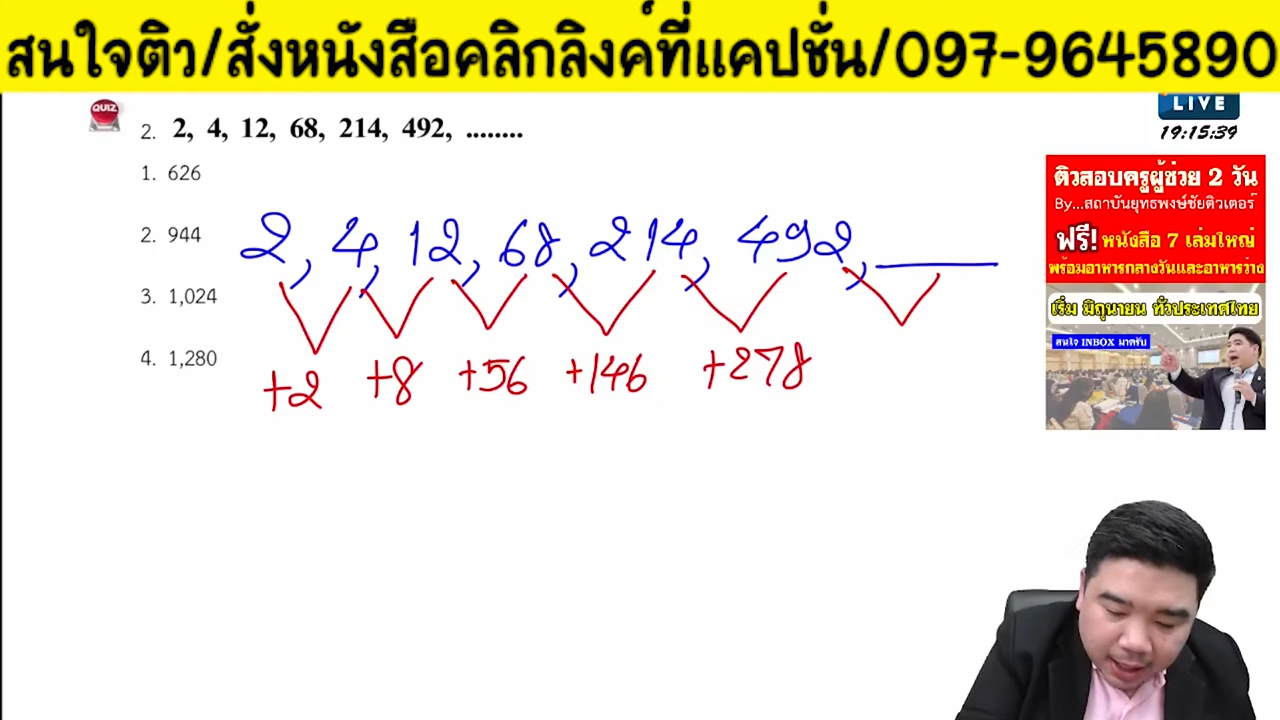 สนใจติว/สั่งหนังสือคลิกลิงค์ที่แคปชั่น/097-9645890
LIVE
19:15:39
QUIZ
2. 2, 4, 12, 68, 214, 492, ........
1. 626
2. 944
3. 1,024
4. 1,280
2, 4, 12, 68, 214, 492, ____
+2 +8 +56 +146 +278
ติวสอบครูผู้ช่วย 2 วัน
By...สถาบันยุทธพงษ์ชัยติวเตอร์
ฟรี! หนังสือ 7 เล่มใหญ่
พร้อมอาหารกลางวันและอาหารว่าง
เริ่ม มิถุนายน ทั่วประเทศไทย
สนใจ INBOX มาครับ